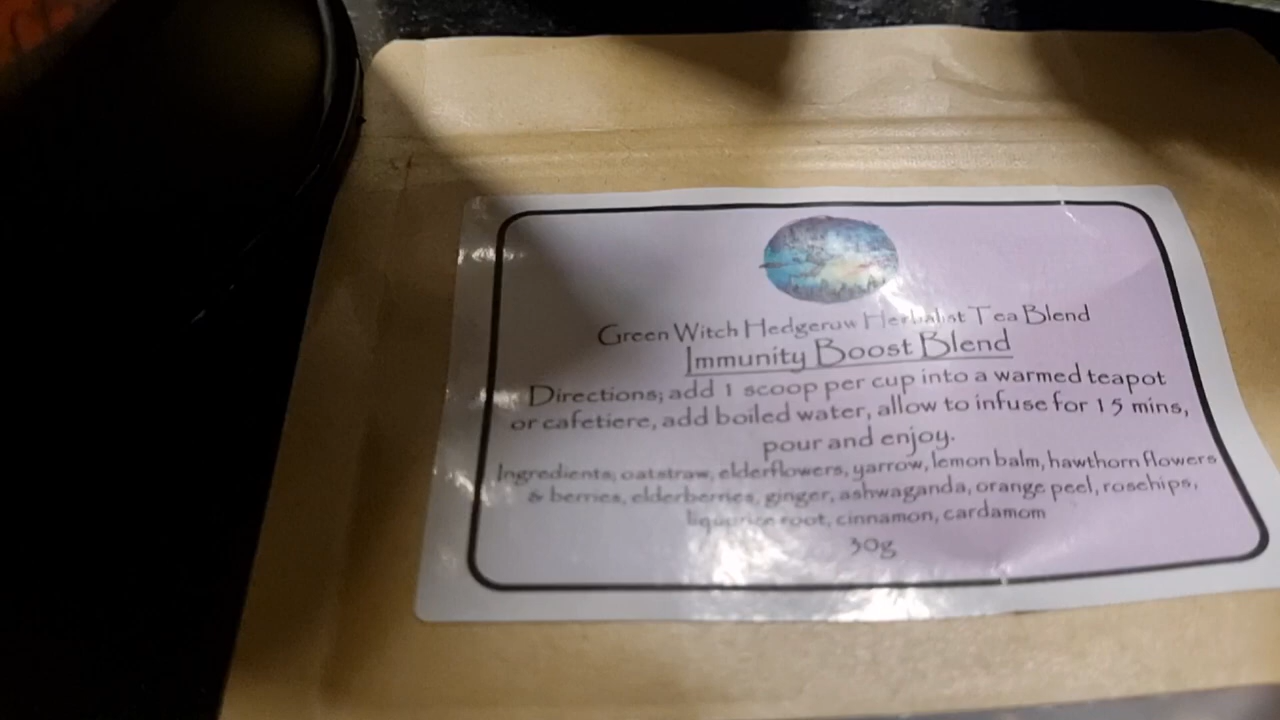 Green Witch Hedgerow Herbalist Tea Blend
Immunity Boost Blend
Directions; add 1 scoop per cup into a warmed teapot
or cafetiere, add boiled water, allow to infuse for 15 mins,
pour and enjoy.
Ingredients, oatstraw, elderflowers, yarrow, lemon balm, hawthorn flowers
& berries, elderberries, ginger, ashwaganda, orange peel, rosehips,
liquorice root, cinnamon, cardamom
30g